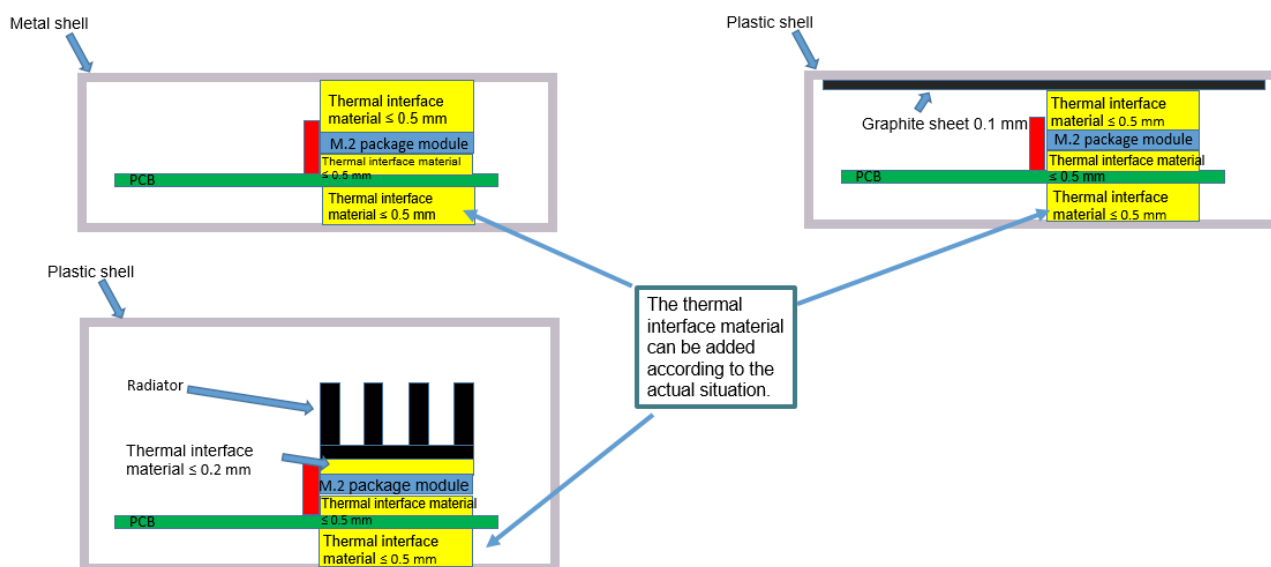 Metal shell
Thermal interface
material ≤ 0.5 mm
M.2 package module
Thermal interface material
≤ 0.5 mm
PCB
Thermal interface
material ≤ 0.5 mm
Plastic shell
Graphite sheet 0.1 mm
Thermal interface
material ≤ 0.5 mm
M.2 package module
Thermal interface material
≤ 0.5 mm
PCB
Thermal interface
material ≤ 0.5 mm
Plastic shell
Radiator
Thermal interface
material ≤ 0.2 mm
M.2 package module
Thermal interface material
≤ 0.5 mm
PCB
Thermal interface
material ≤ 0.5 mm
The thermal
interface material
can be added
according to the
actual situation.